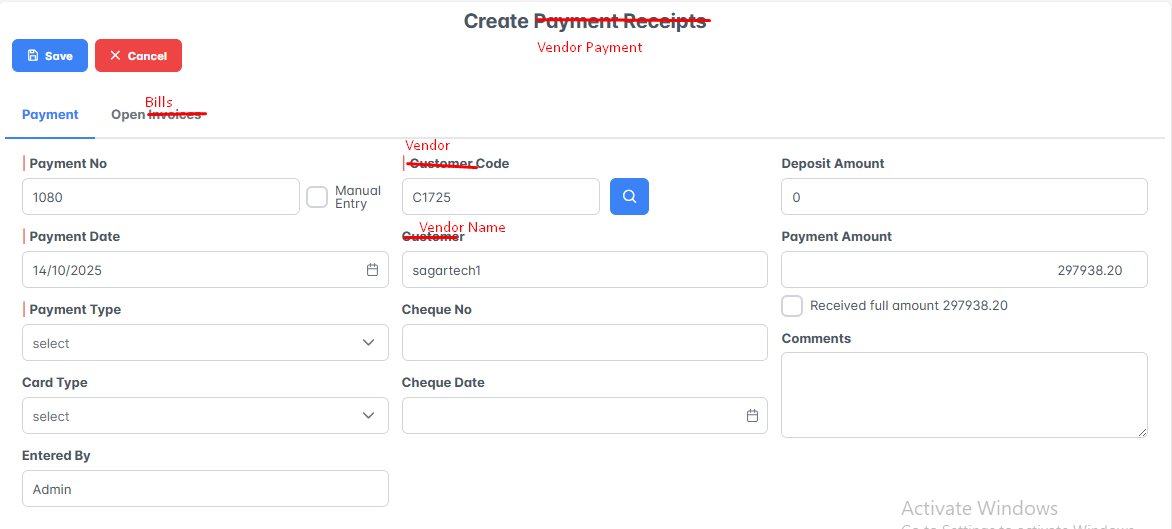 Create Payment Receipts
Vendor Payment
Save
Cancel
Bills
Payment
Open Invoices
Vendor
Payment No
Customer Code
Deposit Amount
1080
Manual
Entry
C1725
0
Vendor Name
Payment Date
Customer
Payment Amount
14/10/2025
sagartech1
297938.20
Received full amount 297938.20
Payment Type
Cheque No
select
Comments
Card Type
Cheque Date
select
Entered By
Admin
Activate Windows
Go to Settings to activate Windows.